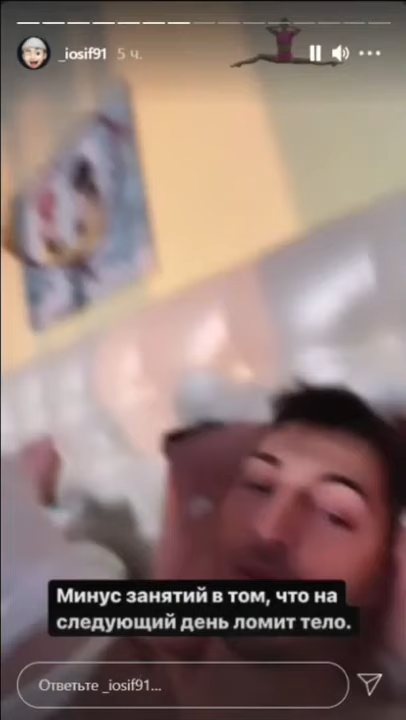 _iosif91 5 ч.
Минус занятий в том, что на
следующий день ломит тело.
Ответьте _iosif91...